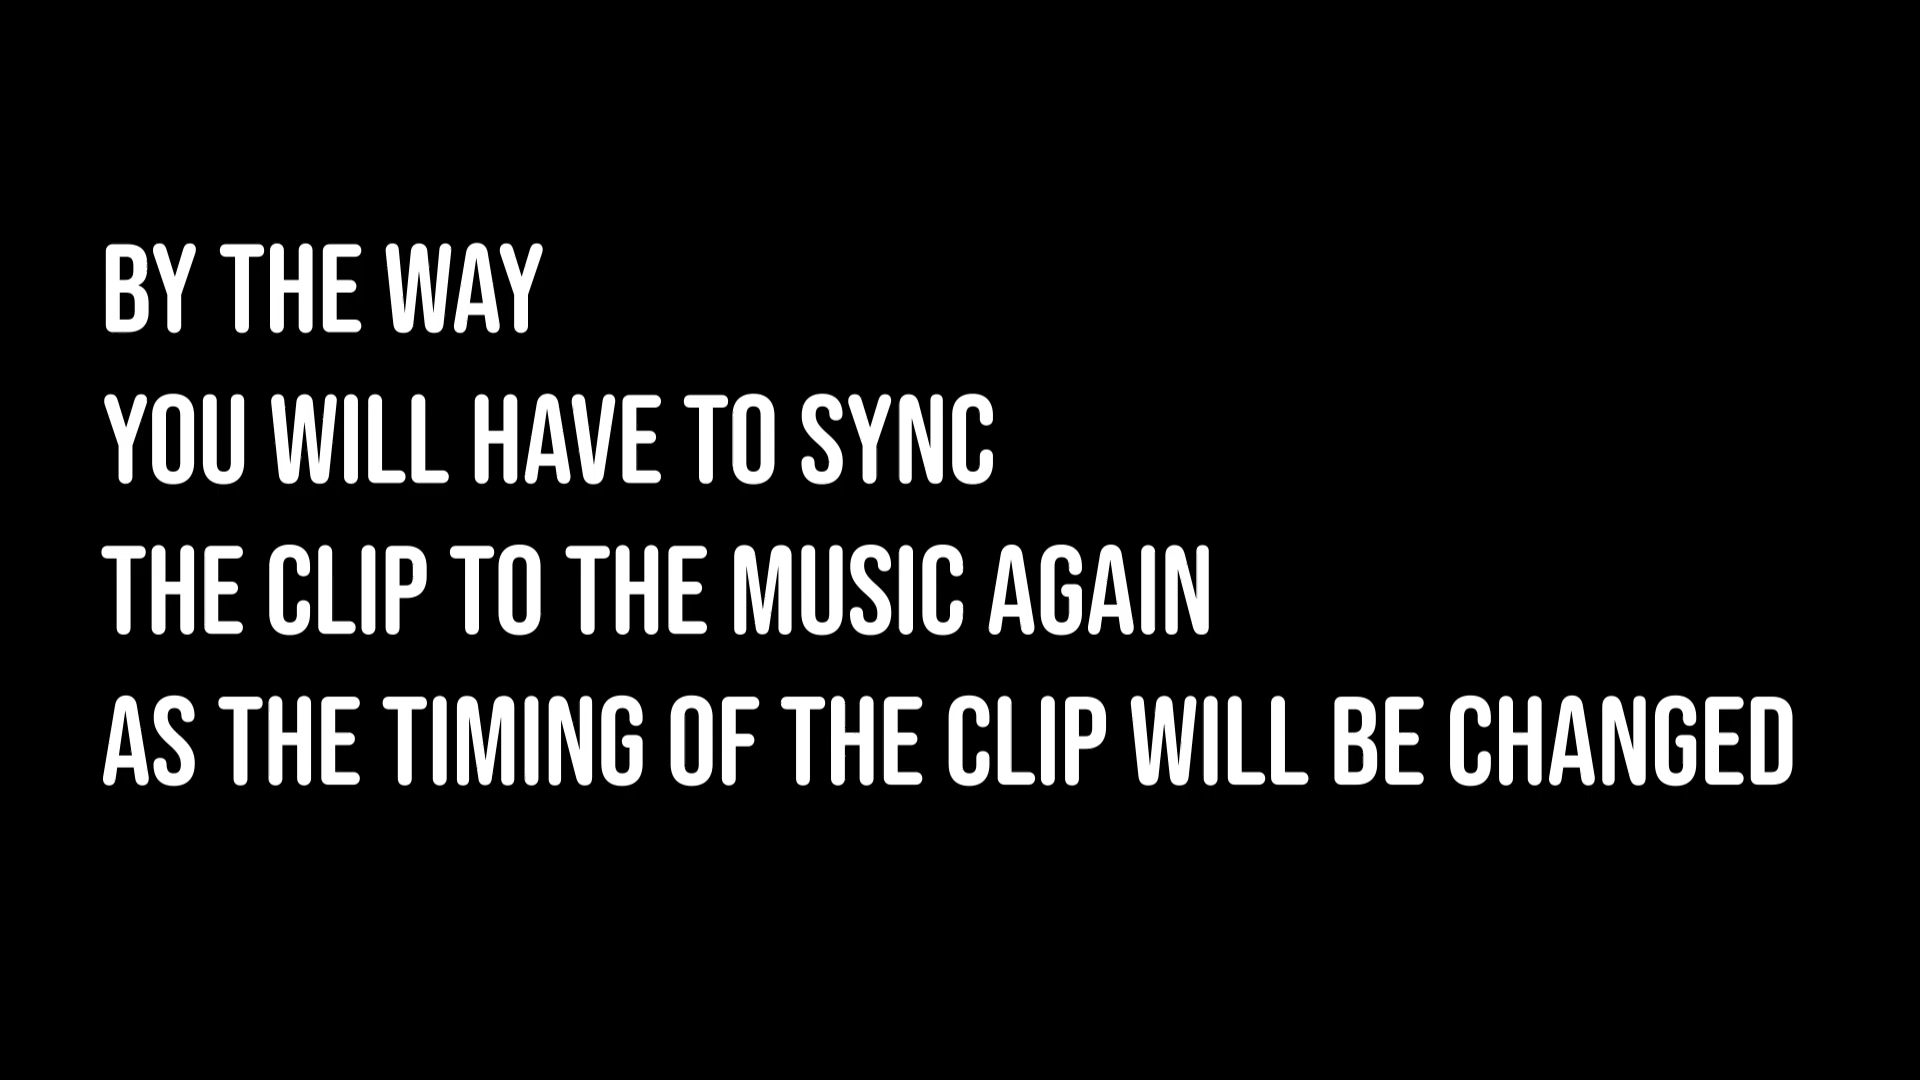 BY THE WAY
YOU WILL HAVE TO SYNC
THE CLIP TO THE MUSIC AGAIN
AS THE TIMING OF THE CLIP WILL BE CHANGED